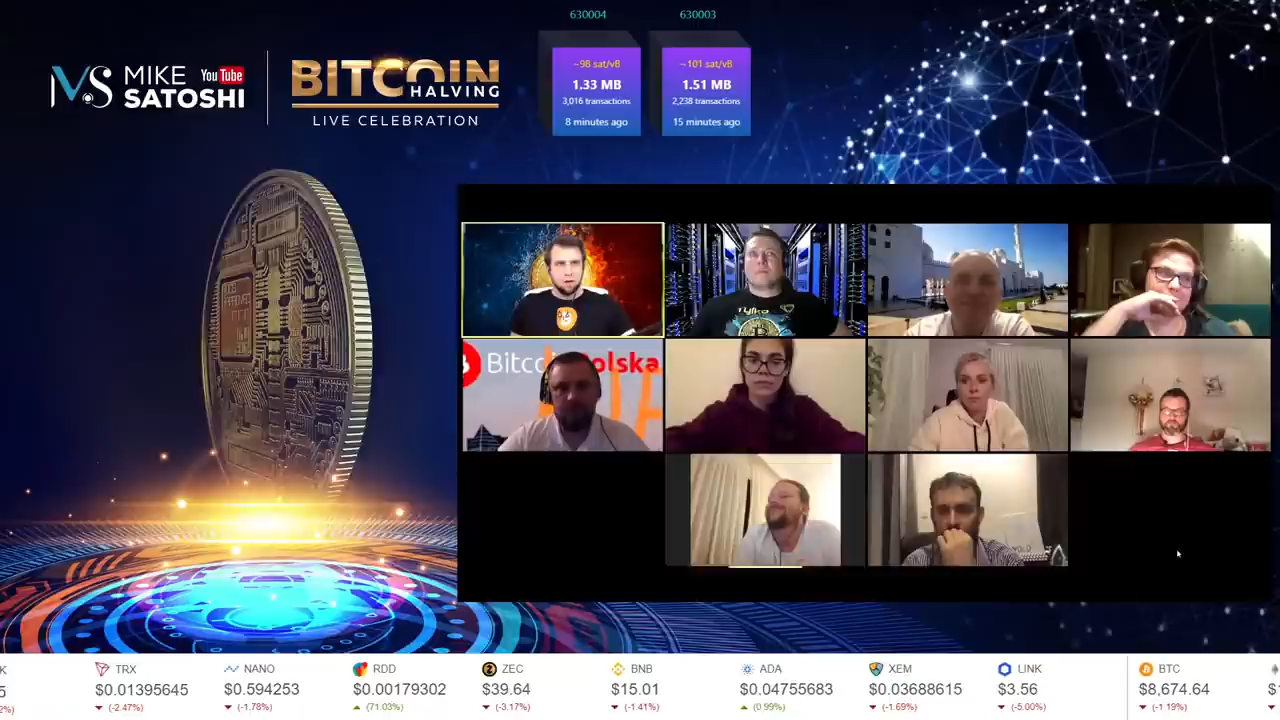 630004
630003
~98 sat/vB
1.33 MB
3,016 transactions
8 minutes ago
~101 sat/vB
1.51 MB
2,238 transactions
15 minutes ago
MS
MIKE
SATOSHI
YouTube
BITCOIN
HALVING
LIVE CELEBRATION
Tylko
Bitco
olska
K
TRX
NANO
RDD
ZEC
BNB
ADA
XEM
LINK
BTC
5
$0.01395645
$0.594253
$0.00179302
$39.64
$15.01
$0.04755683
$0.03688615
$3.56
$8,674.64
2%)
(-2.47%)
(-1.78%)
(71.03%)
(-3.17%)
(-1.41%)
(0.99%)
(-1.69%)
(-5.00%)
(-1.19%)